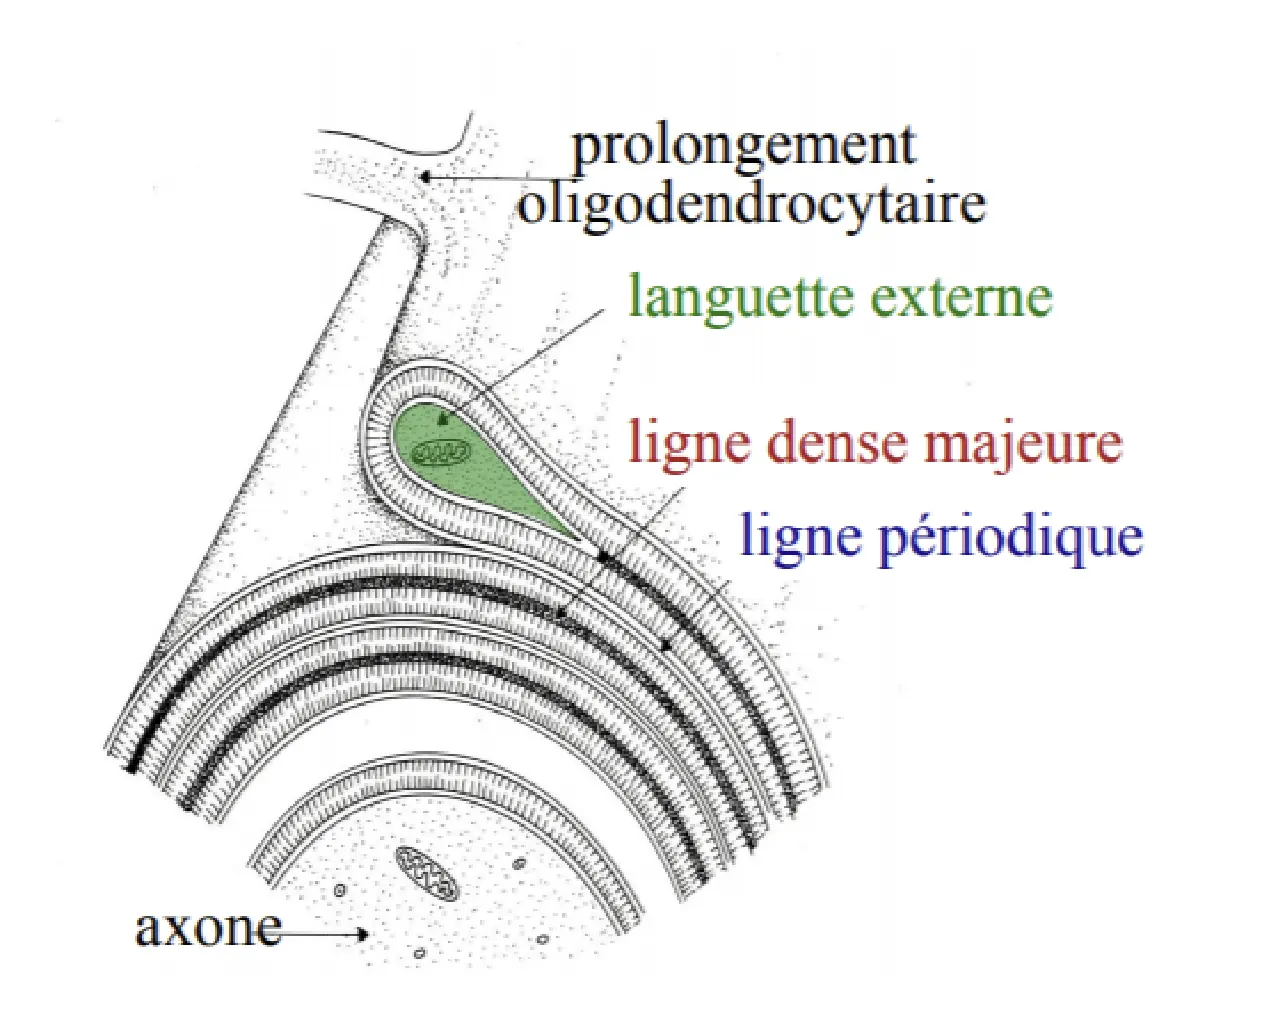 prolongement
oligodendrocytaire
languette externe
ligne dense majeure
ligne périodique
axone